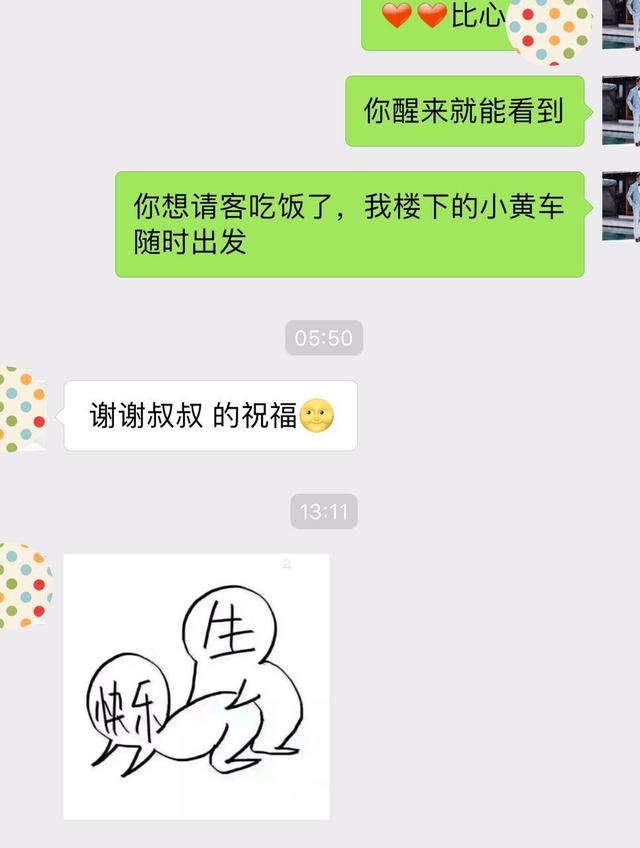 ❤️❤️比心
你醒来就能看到
你想请客吃饭了，我楼下的小黄车
随时出发
05:50
谢谢叔叔 的祝福🌝
13:11
生
快乐